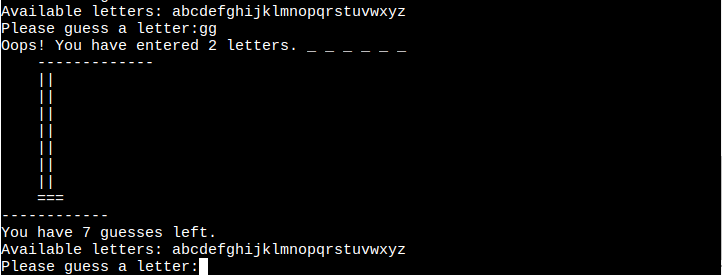 Available letters: abcdefghijklmnopqrstuvwxyz
Please guess a letter:gg
Oops! You have entered 2 letters. _ _ _ _ _ _
    -------------
    ||
    ||
    ||
    ||
    ||
    ||
    ||
    ===
------------
You have 7 guesses left.
Available letters: abcdefghijklmnopqrstuvwxyz
Please guess a letter: